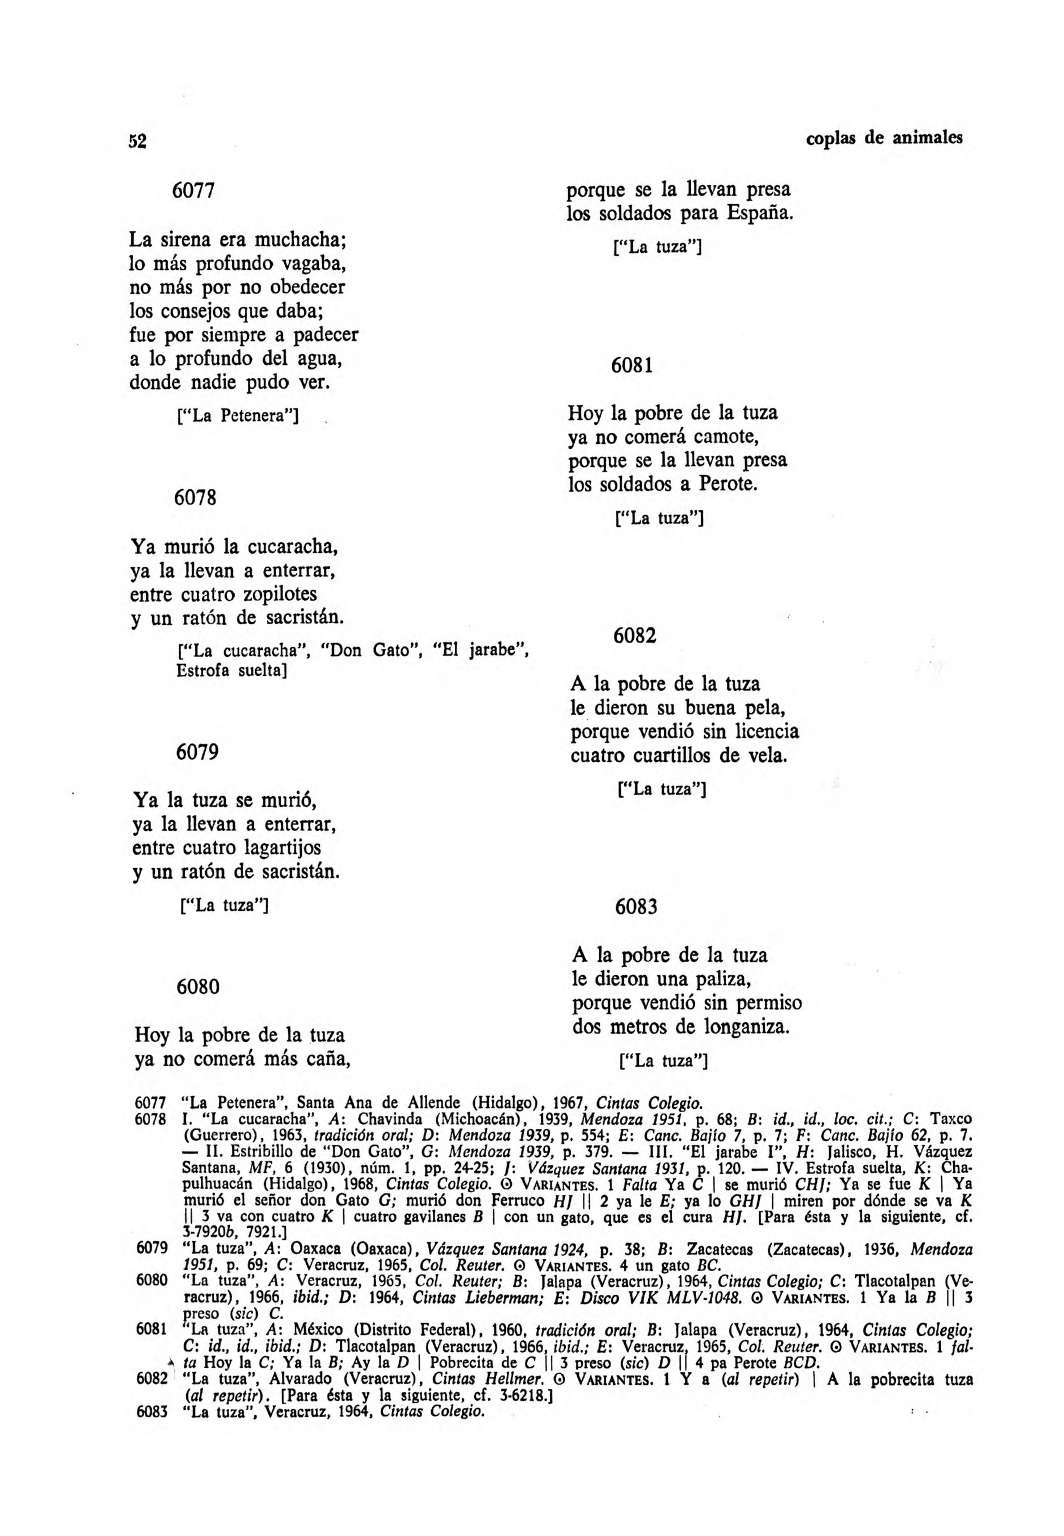 52
coplas de animales
6077
La sirena era muchacha;
lo más profundo vagaba,
no más por no obedecer
los consejos que daba;
fue por siempre a padecer
a lo profundo del agua,
donde nadie pudo ver.
["La Petenera"]
6078
Ya murió la cucaracha,
ya la llevan a enterrar,
entre cuatro zopilotes
y un ratón de sacristán.
["La cucaracha", "Don Gato", "El jarabe",
Estrofa suelta]
6079
Ya la tuza se murió,
ya la llevan a enterrar,
entre cuatro lagartijos
y un ratón de sacristán.
["La tuza"]
6080
Hoy la pobre de la tuza
ya no comerá más caña,
porque se la llevan presa
los soldados para España.
["La tuza"]
6081
Hoy la pobre de la tuza
ya no comerá camote,
porque se la llevan presa
los soldados a Perote.
["La tuza"]
6082
A la pobre de la tuza
le dieron su buena pela,
porque vendió sin licencia
cuatro cuartillos de vela.
["La tuza"]
6083
A la pobre de la tuza
le dieron una paliza,
porque vendió sin permiso
dos metros de longaniza.
["La tuza"]
6077 "La Petenera", Santa Ana de Allende (Hidalgo), 1967, Cintas Colegio.
6078 I. "La cucaracha", A: Chavinda (Michoacán), 1939, Mendoza 1951, p. 68; B: id., id., loc. cit.; C: Taxco
(Guerrero), 1963, tradición oral; D: Mendoza 1939, p. 554; E: Canc. Bajío 7, p. 7; F: Canc. Bajío 62, p. 7.
— II. Estribillo de "Don Gato", G: Mendoza 1939, p. 379. — III. "El jarabe I", H: Jalisco, H. Vázquez
Santana, MF, 6 (1930), núm. 1, pp. 24-25; J: Vázquez Santana 1931, p. 120. — IV. Estrofa suelta, K: Cha-
pulhuacán (Hidalgo), 1968, Cintas Colegio. ʘ VARIANTES. 1 Falta Ya C | se murió CHJ; Ya se fue K | Ya
murió el señor don Gato G; murió don Ferruco HJ || 2 ya le E; ya lo GHJ | miren por dónde se va K
|| 3 va con cuatro K | cuatro gavilanes B | con un gato, que es el cura HJ. [Para ésta y la siguiente, cf.
3-7920b, 7921.]
6079 "La tuza", A: Oaxaca (Oaxaca), Vázquez Santana 1924, p. 38; B: Zacatecas (Zacatecas), 1936, Mendoza
1951, p. 69; C: Veracruz, 1965, Col. Reuter. ʘ VARIANTES. 4 un gato BC.
6080 "La tuza", A: Veracruz, 1965, Col. Reuter; B: Jalapa (Veracruz), 1964, Cintas Colegio; C: Tlacotalpan (Ve-
racruz), 1966, ibid.; D: 1964, Cintas Lieberman; E: Disco VIK MLV-1048. ʘ VARIANTES. 1 Ya la B || 3
preso (sic) C.
6081 "La tuza", A: México (Distrito Federal), 1960, tradición oral; B: Jalapa (Veracruz), 1964, Cintas Colegio;
C: id., id., ibid.; D: Tlacotalpan (Veracruz), 1966, ibid.; E: Veracruz, 1965, Col. Reuter. ʘ VARIANTES. 1 fal-
ta Hoy la C; Ya la B; Ay la D | Pobrecita de C || 3 preso (sic) D || 4 pa Perote BCD.
6082 "La tuza", Alvarado (Veracruz), Cintas Hellmer. ʘ VARIANTES. 1 Y a (al repetir) | A la pobrecita tuza
(al repetir). [Para ésta y la siguiente, cf. 3-6218.]
6083 "La tuza", Veracruz, 1964, Cintas Colegio.